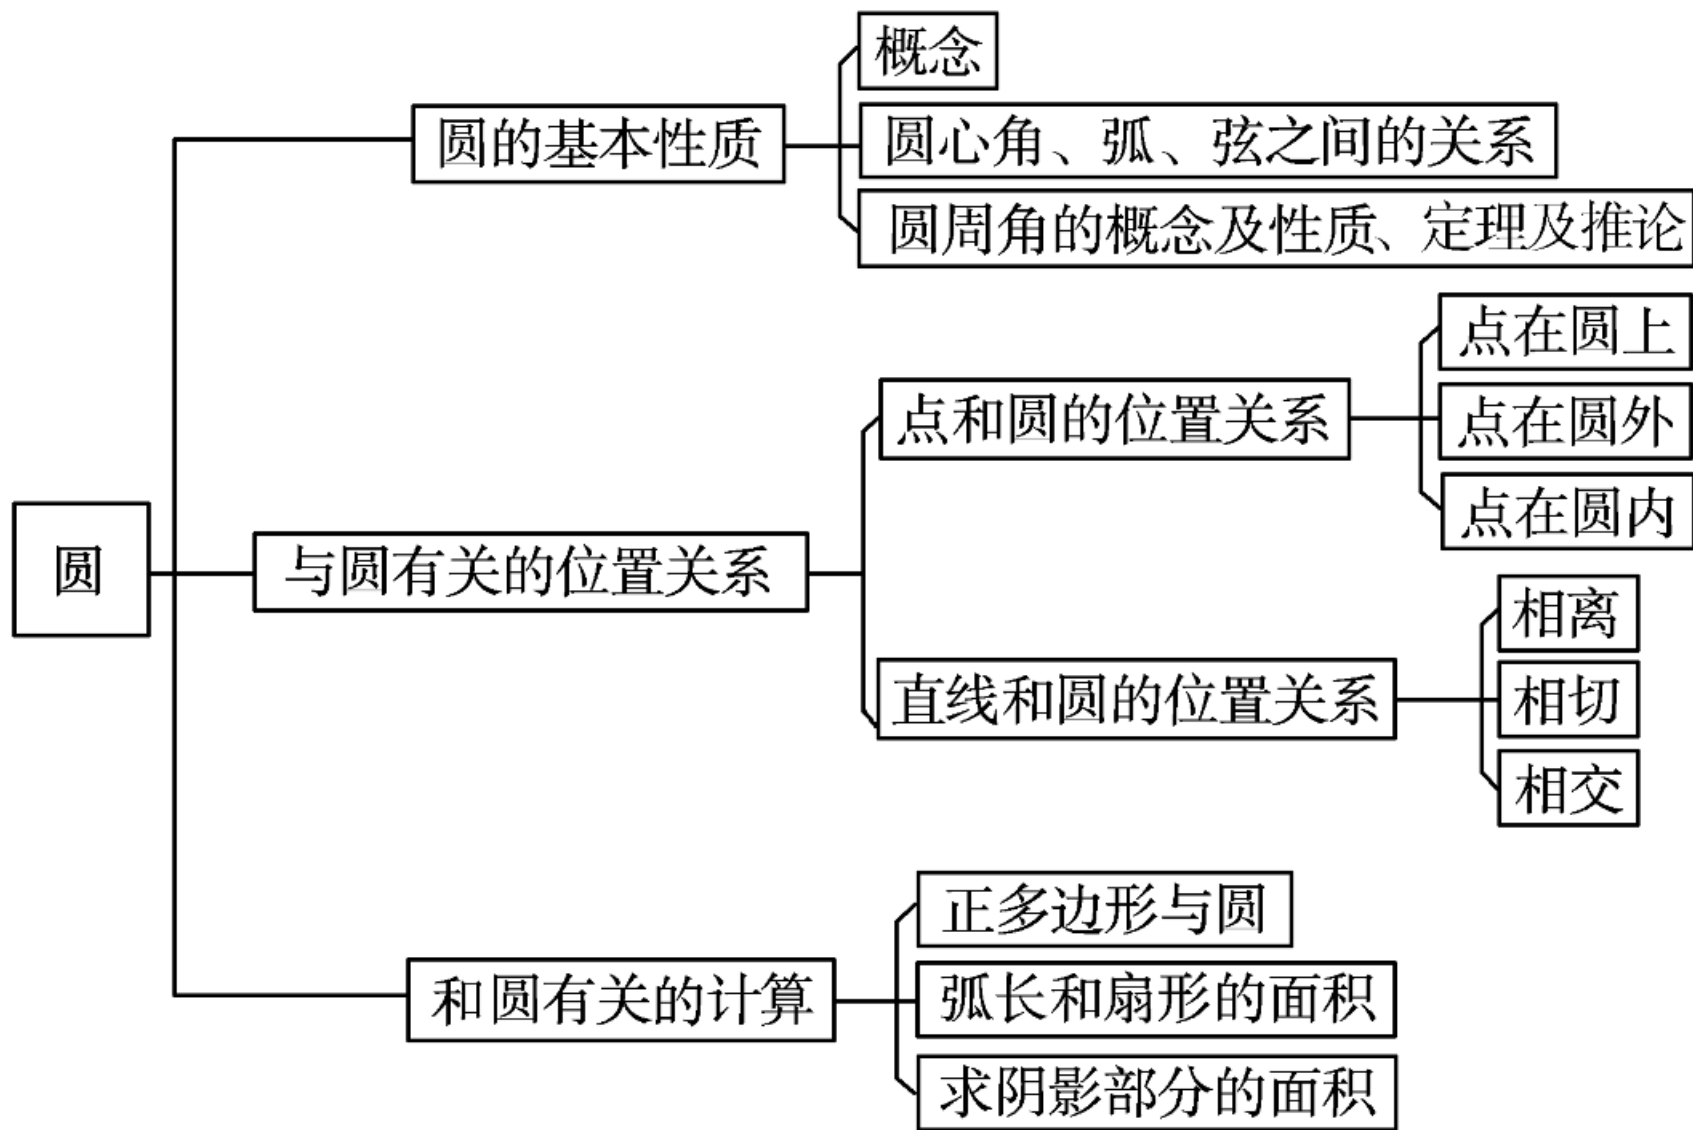 圆
圆的基本性质
概念
圆心角、弧、弦之间的关系
圆周角的概念及性质、定理及推论
与圆有关的位置关系
点和圆的位置关系
点在圆上
点在圆外
点在圆内
直线和圆的位置关系
相离
相切
相交
和圆有关的计算
正多边形与圆
弧长和扇形的面积
求阴影部分的面积